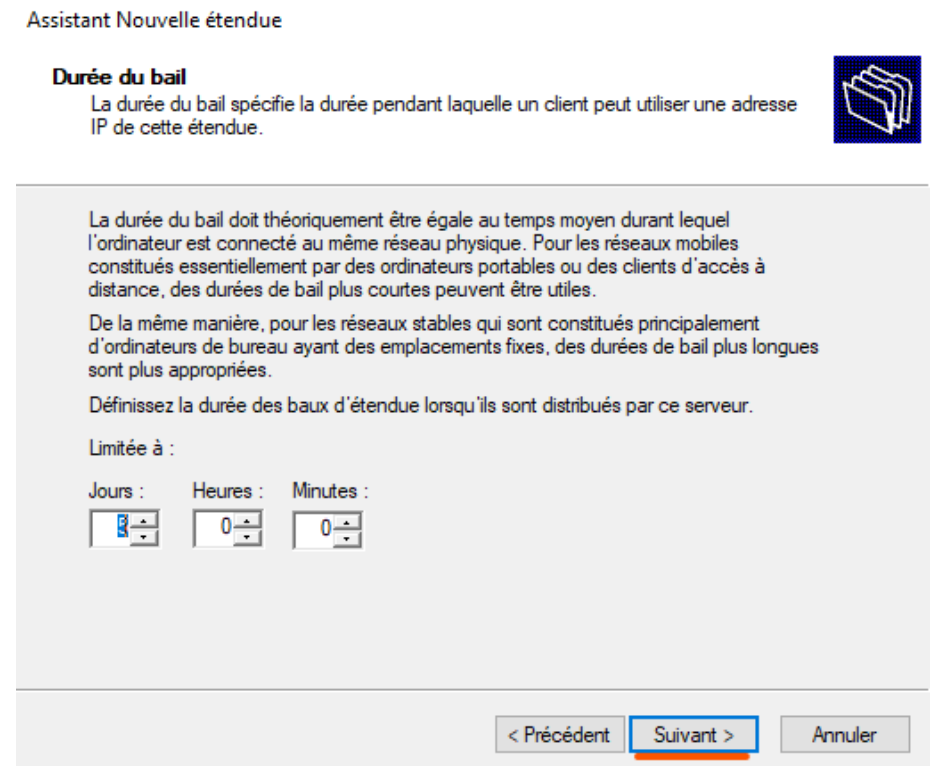 Assistant Nouvelle étendue
Durée du bail
La durée du bail spécifie la durée pendant laquelle un client peut utiliser une adresse
IP de cette étendue.
La durée du bail doit théoriquement être égale au temps moyen durant lequel
l'ordinateur est connecté au même réseau physique. Pour les réseaux mobiles
constitués essentiellement par des ordinateurs portables ou des clients d'accès à
distance, des durées de bail plus courtes peuvent être utiles.
De la même manière, pour les réseaux stables qui sont constitués principalement
d'ordinateurs de bureau ayant des emplacements fixes, des durées de bail plus longues
sont plus appropriées.
Définissez la durée des baux d'étendue lorsqu'ils sont distribués par ce serveur.
Limitée à :
Jours : Heures : Minutes :
0 0
< Précédent Suivant > Annuler